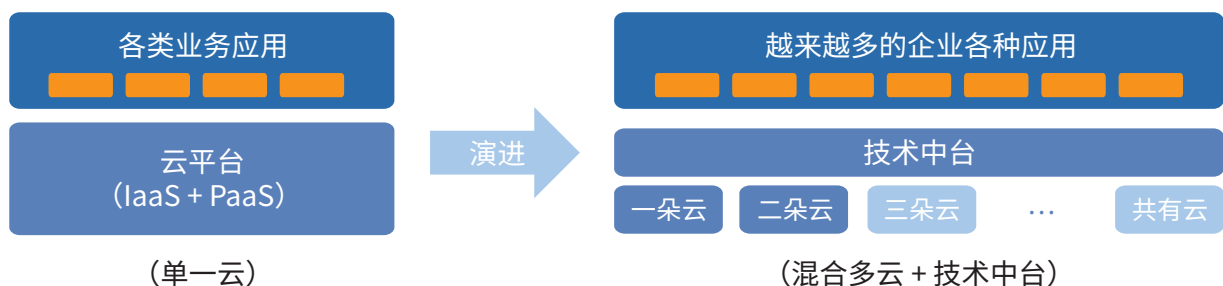 各类业务应用
云平台
（IaaS + PaaS）
（单一云）
演进
越来越多的企业各种应用
技术中台
一朵云
二朵云
三朵云
…
共有云
（混合多云 + 技术中台）